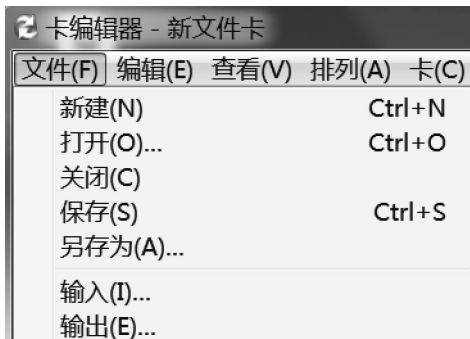 卡编辑器 - 新文件卡
文件(F) 编辑(E) 查看(V) 排列(A) 卡(C)
新建(N) Ctrl+N
打开(O)... Ctrl+O
关闭(C)
保存(S) Ctrl+S
另存为(A)...
输入(I)...
输出(E)...